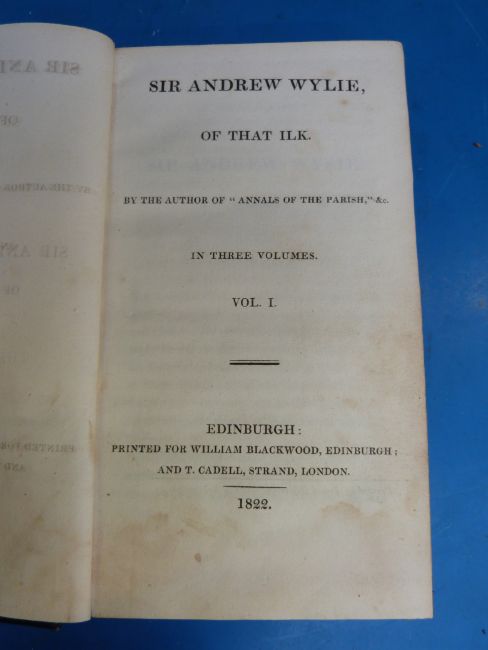 SIR ANDREW WYLIE,
OF THAT ILK.
BY THE AUTHOR OF "ANNALS OF THE PARISH," &c.
IN THREE VOLUMES.
VOL. I.
EDINBURGH:
PRINTED FOR WILLIAM BLACKWOOD, EDINBURGH;
AND T. CADELL, STRAND, LONDON.
1822.